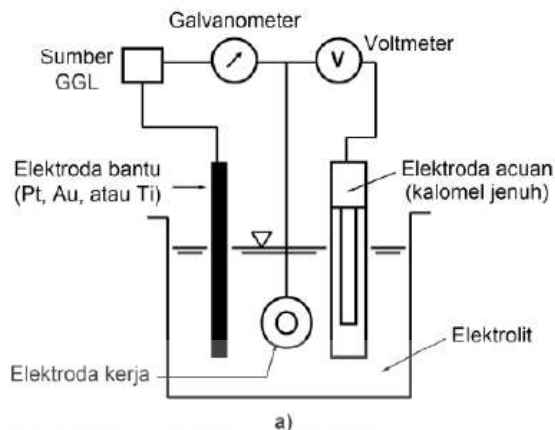 Galvanometer
Sumber
GGL
Voltmeter
V
Elektroda bantu
(Pt, Au, atau Ti)
Elektroda acuan
(kalomel jenuh)
Elektrolit
Elektroda kerja
a)